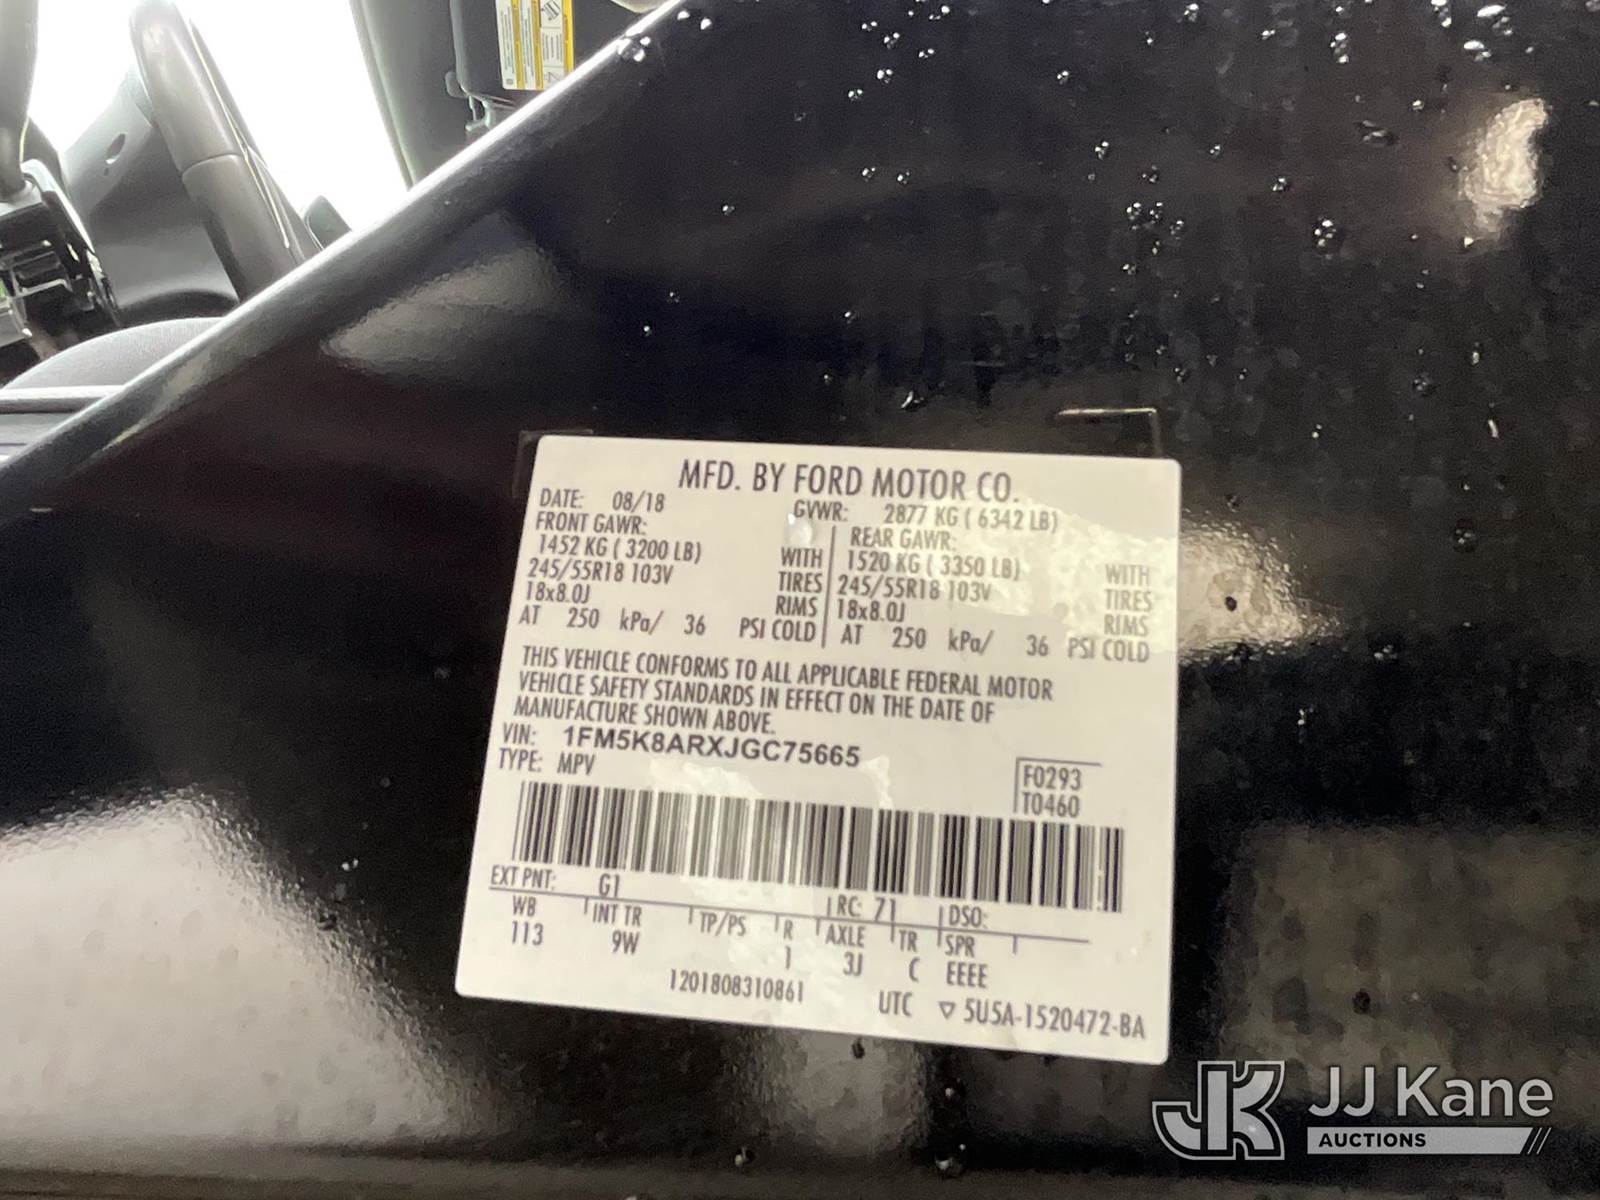 MFD. BY FORD MOTOR CO.
DATE: 08/18 GVWR: 2877 KG ( 6342 LB)
FRONT GAWR: REAR GAWR:
1452 KG ( 3200 LB) WITH 1520 KG ( 3350 LB) WITH
245/55R18 103V TIRES 245/55R18 103V TIRES
18x8.0J RIMS 18x8.0J RIMS
AT 250 kPa/ 36 PSI COLD AT 250 kPa/ 36 PSI COLD
THIS VEHICLE CONFORMS TO ALL APPLICABLE FEDERAL MOTOR
VEHICLE SAFETY STANDARDS IN EFFECT ON THE DATE OF
MANUFACTURE SHOWN ABOVE.
VIN: 1FM5K8ARXJGC75665
TYPE: MPV
F0293
T0460
EXT PNT: G1 RC: 71 DSO:
WB INT TR TP/PS R AXLE TR SPR
113 9W 1 3J C EEEE
1201808310861 UTC ▽ 5U5A-1520472-BA
JJ Kane
AUCTIONS